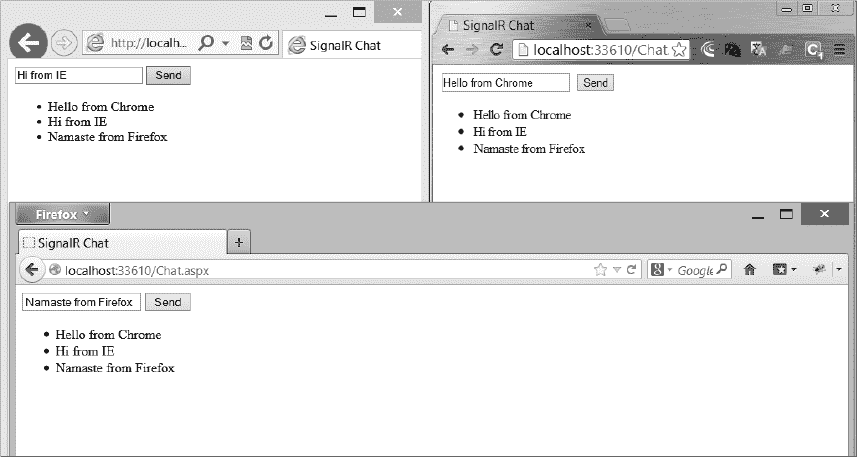 http://localh...
SignalR Chat
Hi from IE
Send
Hello from Chrome
Hi from IE
Namaste from Firefox
SignalR Chat
localhost:33610/Chat.
Hello from Chrome
Send
Hello from Chrome
Hi from IE
Namaste from Firefox
Firefox
SignalR Chat
localhost:33610/Chat.aspx
Google
Namaste from Firefox
Send
Hello from Chrome
Hi from IE
Namaste from Firefox